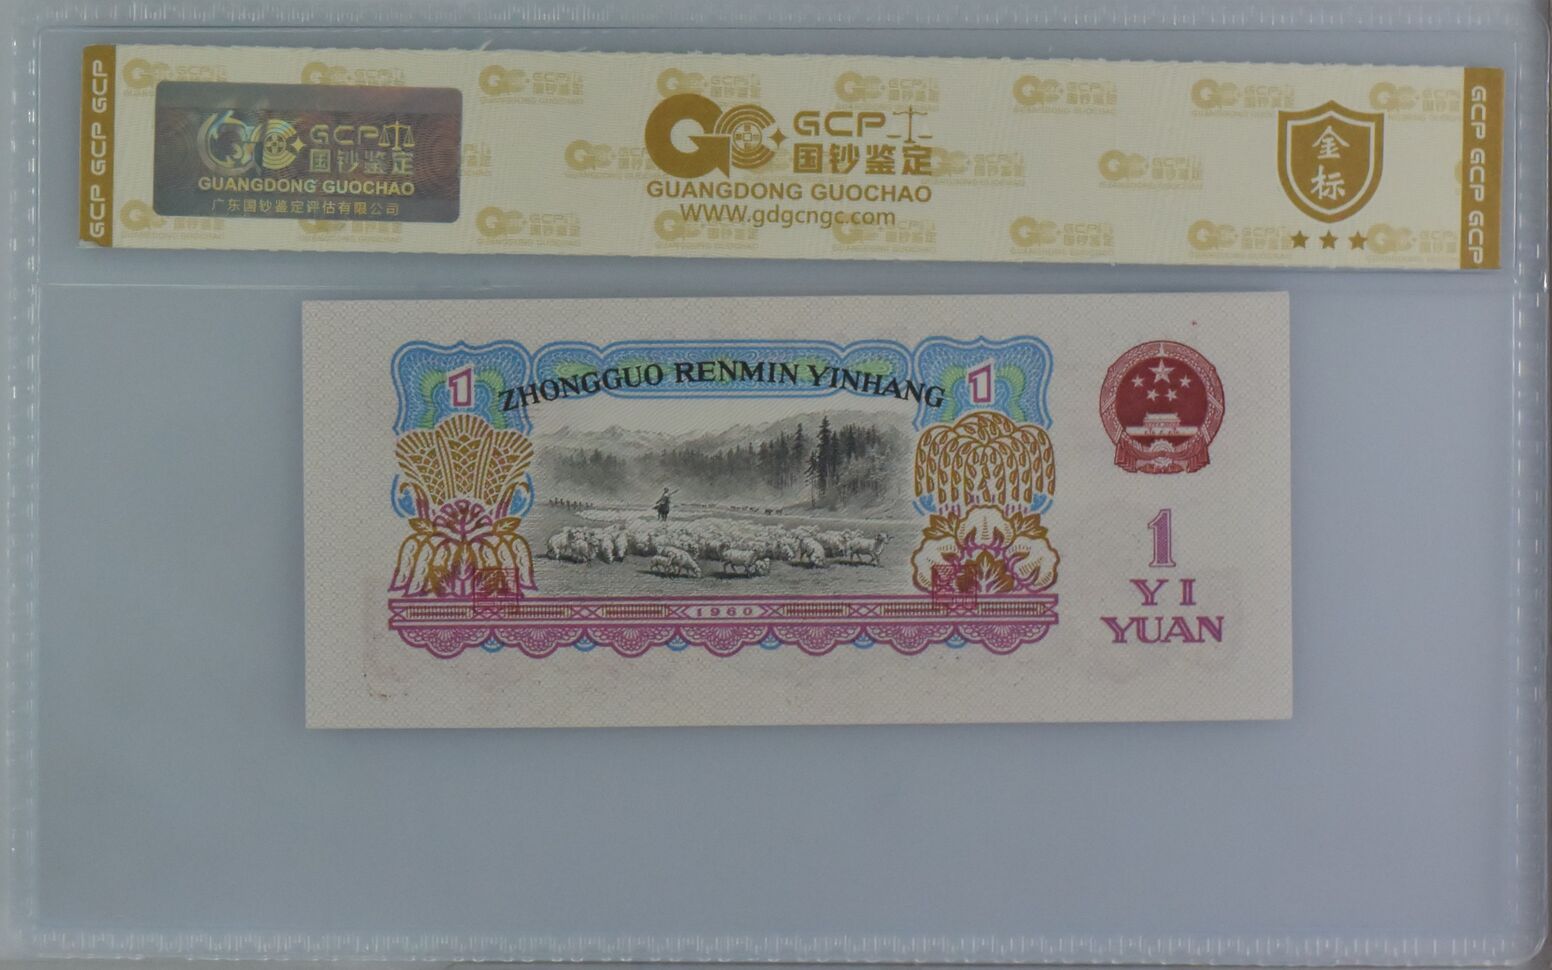 GCP GCP GCP
GCP
国钞鉴定
GUANGDONG GUOCHAO
广东国钞鉴定评估有限公司
GCP
国钞鉴定
GUANGDONG GUOCHAO
WWW.gdgcngc.com
金
标
GCP GCP GCP
ZHONGGUO RENMIN YINHANG
1
1
1960
1
YI
YUAN